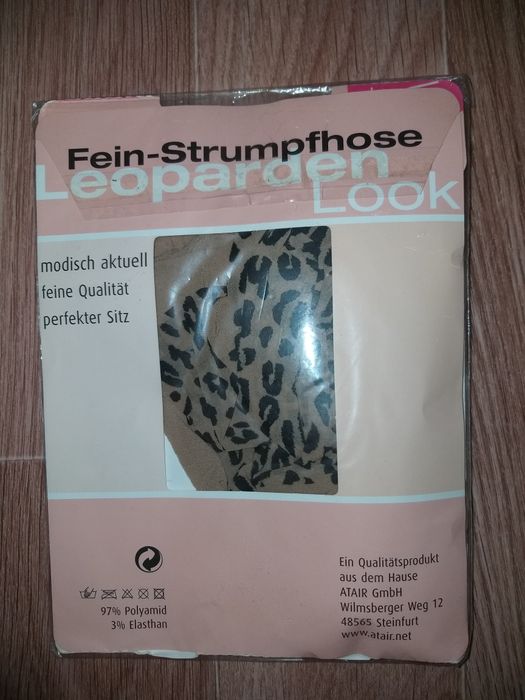 Fein-Strumpfhose
Leoparden
Look
modisch aktuell
feine Qualität
perfekter Sitz
97% Polyamid
3% Elasthan
Ein Qualitätsprodukt
aus dem Hause
ATAIR GmbH
Wilmsberger Weg 12
48565 Steinfurt
www.atair.net